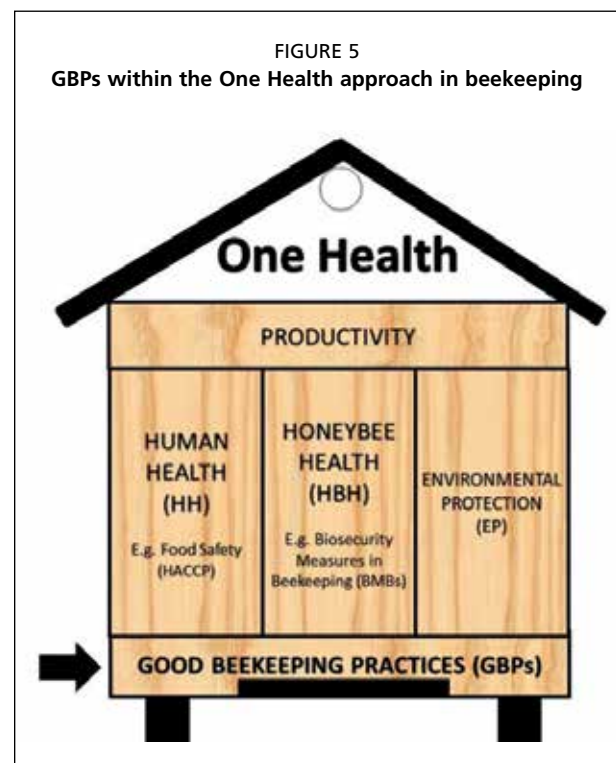 FIGURE 5
GBPs within the One Health approach in beekeeping
One Health
PRODUCTIVITY
HUMAN
HEALTH
(HH)
E.g. Food Safety
(HACCP)
HONEYBEE
HEALTH
(HBH)
E.g. Biosecurity
Measures in
Beekeeping (BMBs)
ENVIRONMENTAL
PROTECTION
(EP)
GOOD BEEKEEPING PRACTICES (GBPs)